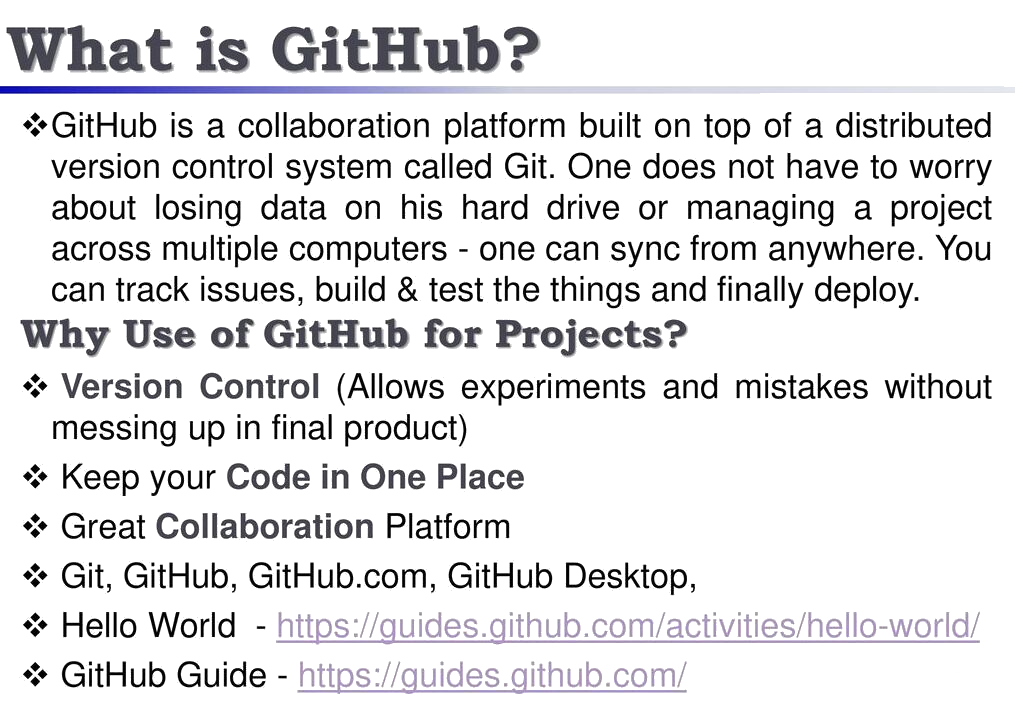 What is GitHub?
❖GitHub is a collaboration platform built on top of a distributed
version control system called Git. One does not have to worry
about losing data on his hard drive or managing a project
across multiple computers - one can sync from anywhere. You
can track issues, build & test the things and finally deploy.
Why Use of GitHub for Projects?
❖ Version Control (Allows experiments and mistakes without
messing up in final product)
❖ Keep your Code in One Place
❖ Great Collaboration Platform
❖ Git, GitHub, GitHub.com, GitHub Desktop,
❖ Hello World - https://guides.github.com/activities/hello-world/
❖ GitHub Guide - https://guides.github.com/